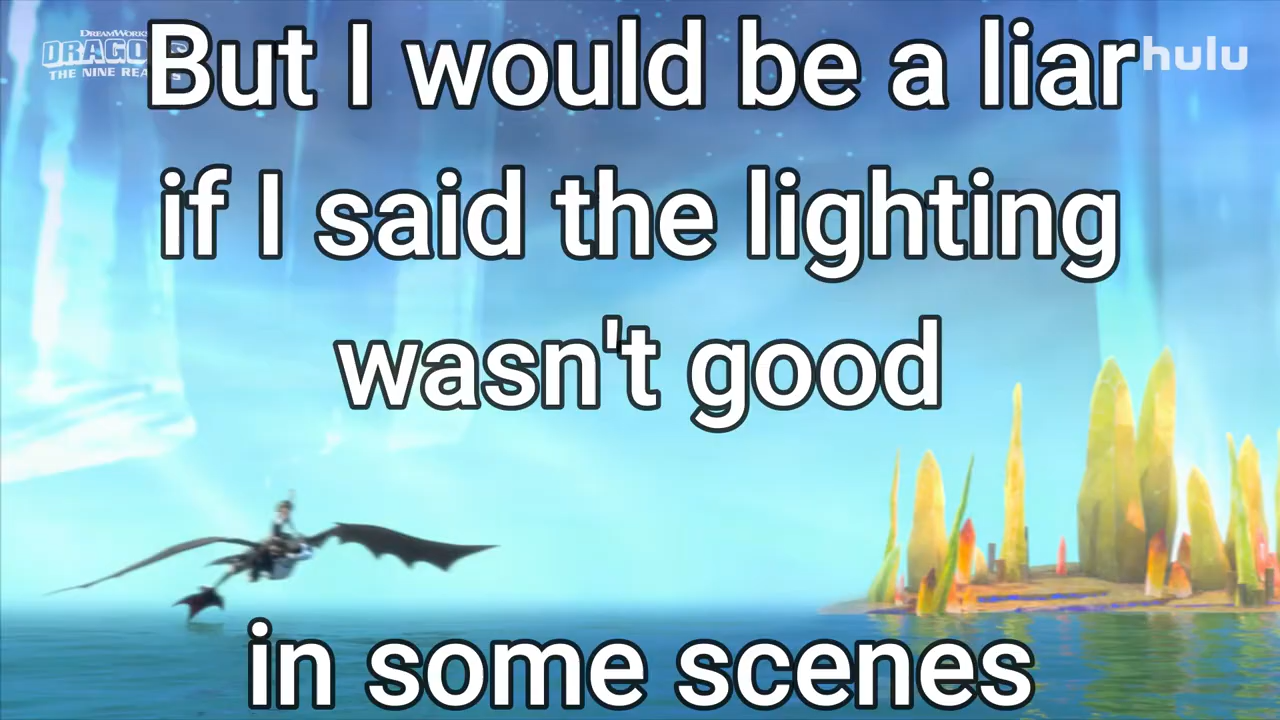 DREAMWORKS
DRAGO
THE NINE REA S
hulu
But I would be a liar
if I said the lighting
wasn't good
in some scenes